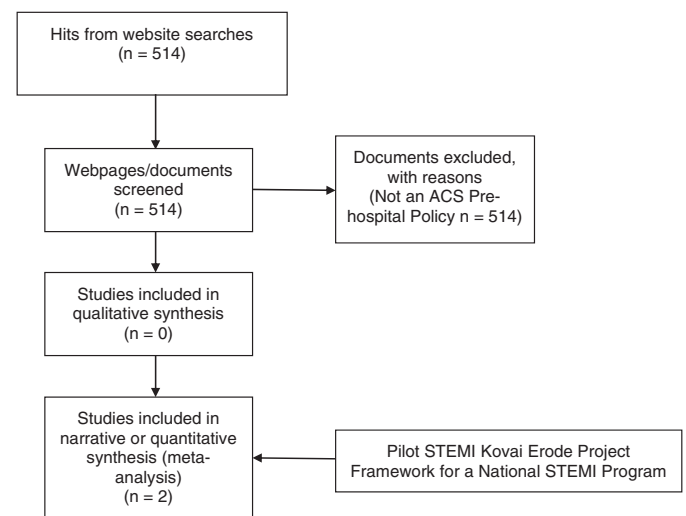 Hits from website searches
(n = 514)
Webpages/documents
screened
(n = 514)
Documents excluded,
with reasons
(Not an ACS Pre-
hospital Policy n = 514)
Studies included in
qualitative synthesis
(n = 0)
Studies included in
narrative or quantitative
synthesis (meta-
analysis)
(n = 2)
Pilot STEMI Kovai Erode Project
Framework for a National STEMI Program